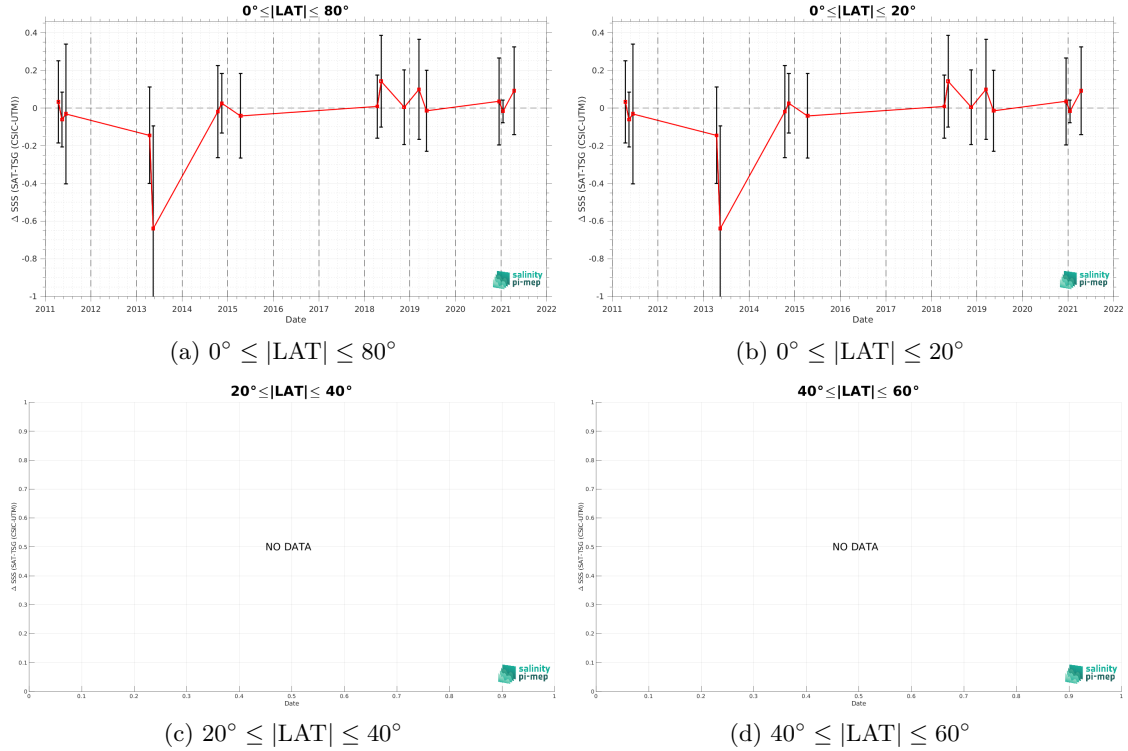 0°≤|LAT|≤ 80°
Δ SSS (SAT-TSG (CSIC-UTM))
0.4
0.2
0
-0.2
-0.4
-0.6
-0.8
-1
2011 2012 2013 2014 2015 2016 2017 2018 2019 2020 2021 2022
Date
salinity
pi-mep
(a) 0° ≤ |LAT| ≤ 80°
0°≤|LAT|≤ 20°
Δ SSS (SAT-TSG (CSIC-UTM))
0.4
0.2
0
-0.2
-0.4
-0.6
-0.8
-1
2011 2012 2013 2014 2015 2016 2017 2018 2019 2020 2021 2022
Date
salinity
pi-mep
(b) 0° ≤ |LAT| ≤ 20°
20°≤|LAT|≤ 40°
Δ SSS (SAT-TSG (CSIC-UTM))
1
0.9
0.8
0.7
0.6
0.5
0.4
0.3
0.2
0.1
0
NO DATA
0 0.1 0.2 0.3 0.4 0.5 0.6 0.7 0.8 0.9 1
Date
salinity
pi-mep
(c) 20° ≤ |LAT| ≤ 40°
40°≤|LAT|≤ 60°
Δ SSS (SAT-TSG (CSIC-UTM))
1
0.9
0.8
0.7
0.6
0.5
0.4
0.3
0.2
0.1
0
NO DATA
0 0.1 0.2 0.3 0.4 0.5 0.6 0.7 0.8 0.9 1
Date
salinity
pi-mep
(d) 40° ≤ |LAT| ≤ 60°